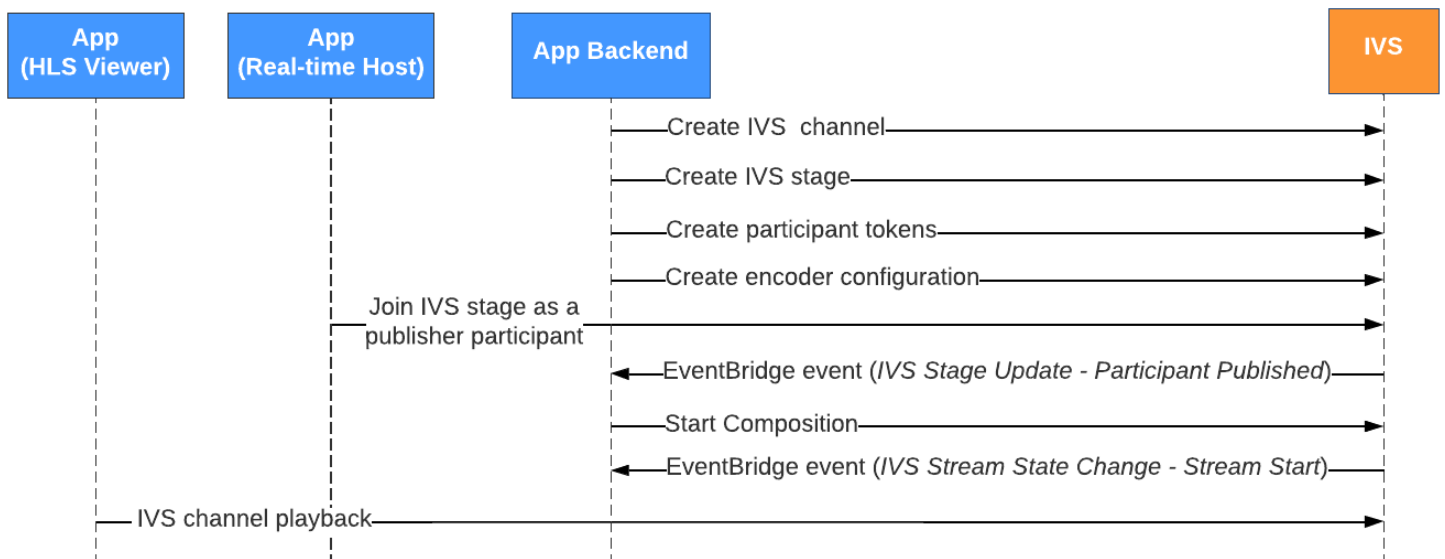 App
(HLS Viewer)
App
(Real-time Host)
App Backend
IVS
Create IVS  channel
Create IVS stage
Create participant tokens
Create encoder configuration
Join IVS stage as a
publisher participant
EventBridge event (IVS Stage Update - Participant Published)
Start Composition
EventBridge event (IVS Stream State Change - Stream Start)
IVS channel playback